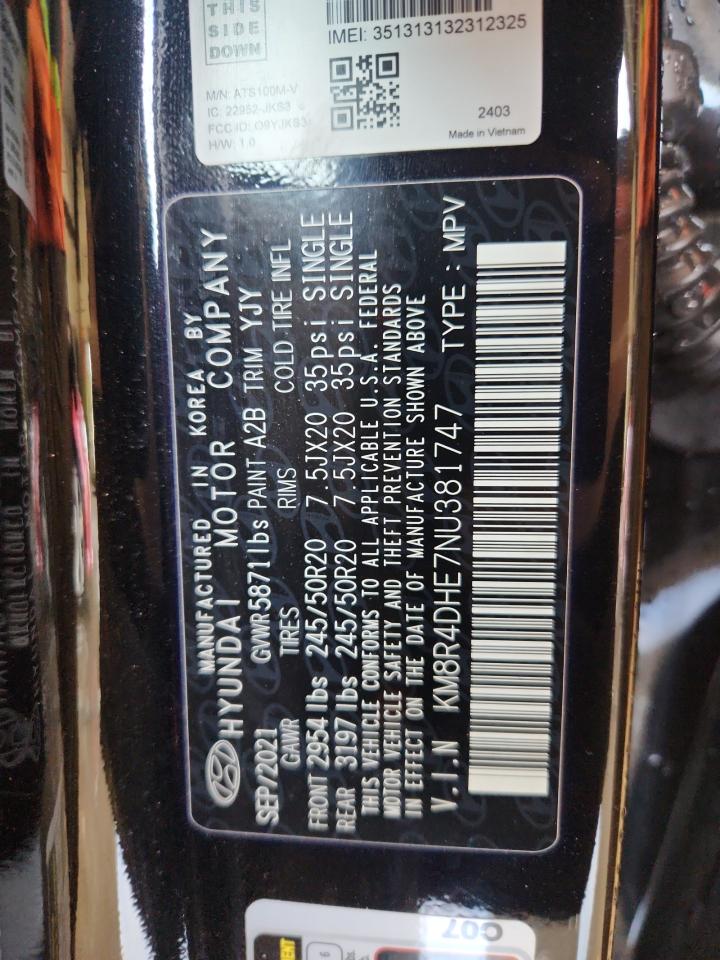 THIS
SIDE
DOWN
IMEI: 351313132312325
M/N: ATS100M-V
IC: 22952-JKS3
FCC ID: O9YJKS3
H/W: 1.0
2403
Made in Vietnam
MANUFACTURED IN KOREA BY
HYUNDAI MOTOR COMPANY
SEP/2021 GVWR5871lbs PAINT A2B TRIM YJY
GAWR TIRES RIMS COLD TIRE INFL
FRONT 2954 lbs 245/50R20 7.5JX20 35psi SINGLE
REAR 3197 lbs 245/50R20 7.5JX20 35psi SINGLE
THIS VEHICLE CONFORMS TO ALL APPLICABLE U.S.A. FEDERAL
MOTOR VEHICLE SAFETY AND THEFT PREVENTION STANDARDS
IN EFFECT ON THE DATE OF MANUFACTURE SHOWN ABOVE
V.I.N KM8R4DHE7NU381747 TYPE : MPV